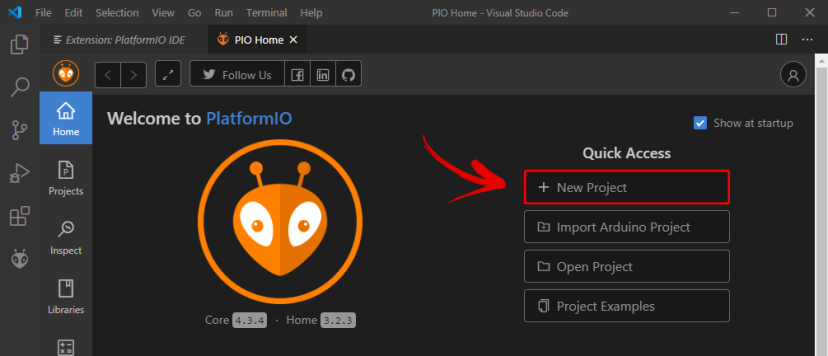 File Edit Selection View Go Run Terminal Help PIO Home - Visual Studio Code
Extension: PlatformIO IDE PIO Home
Follow Us
Home
Welcome to PlatformIO
Show at startup
Quick Access
New Project
Projects
Import Arduino Project
Inspect
Open Project
Libraries
Project Examples
Core 4.3.4 · Home 3.2.3